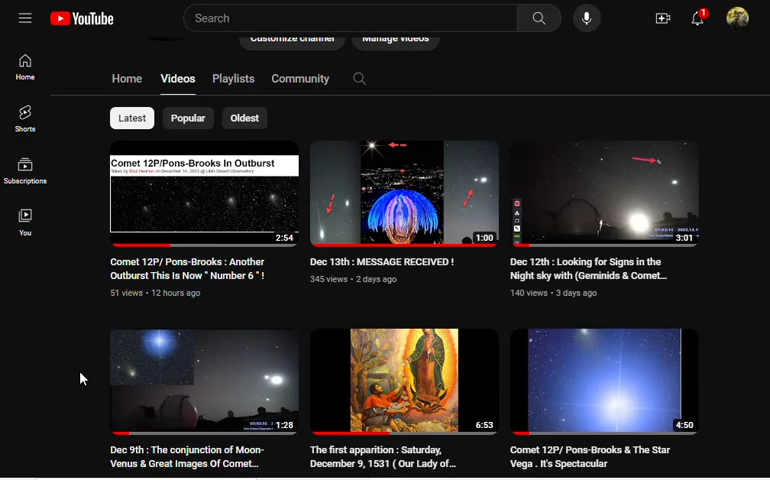 YouTube
Search
1
Customize channel
Manage videos
Home
Videos
Playlists
Community
Home
Shorts
Subscriptions
You
Latest
Popular
Oldest
Comet 12P/Pons-Brooks In Outburst
2:54
1:00
3:01
Comet 12P/ Pons-Brooks : Another
Outburst This Is Now " Number 6 " !
51 views • 12 hours ago
Dec 13th : MESSAGE RECEIVED !
345 views • 2 days ago
Dec 12th : Looking for Signs in the
Night sky with (Geminids & Comet...
140 views • 3 days ago
1:28
6:53
4:50
Dec 9th : The conjunction of Moon-
Venus & Great Images Of Comet...
The first apparition : Saturday,
December 9, 1531 ( Our Lady of...
Comet 12P/ Pons-Brooks & The Star
Vega . It's Spectacular